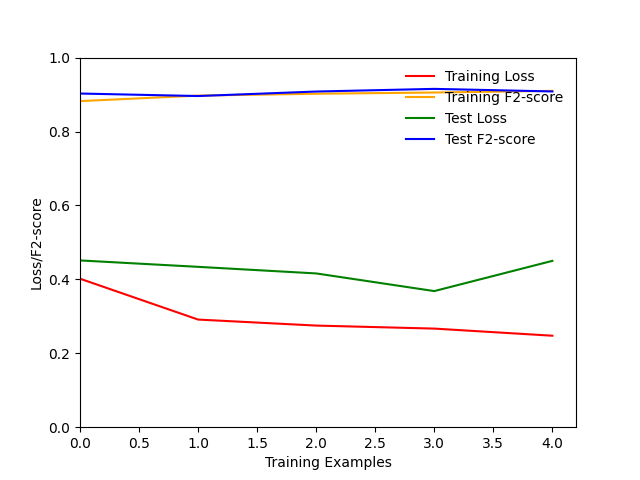 1.0
0.8
0.6
0.4
0.2
0.0
Loss/F2-score
0.0 0.5 1.0 1.5 2.0 2.5 3.0 3.5 4.0
Training Examples
Training Loss
Training F2-score
Test Loss
Test F2-score